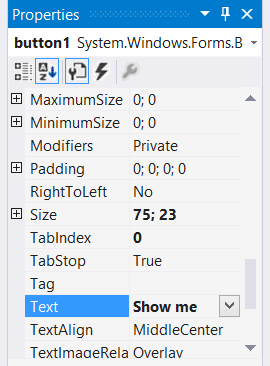 Properties
button1 System.Windows.Forms.B
MaximumSize 0; 0
MinimumSize 0; 0
Modifiers Private
Padding 0; 0; 0; 0
RightToLeft No
Size 75; 23
TabIndex 0
TabStop True
Tag
Text Show me
TextAlign MiddleCenter
TextImageRela Overlay